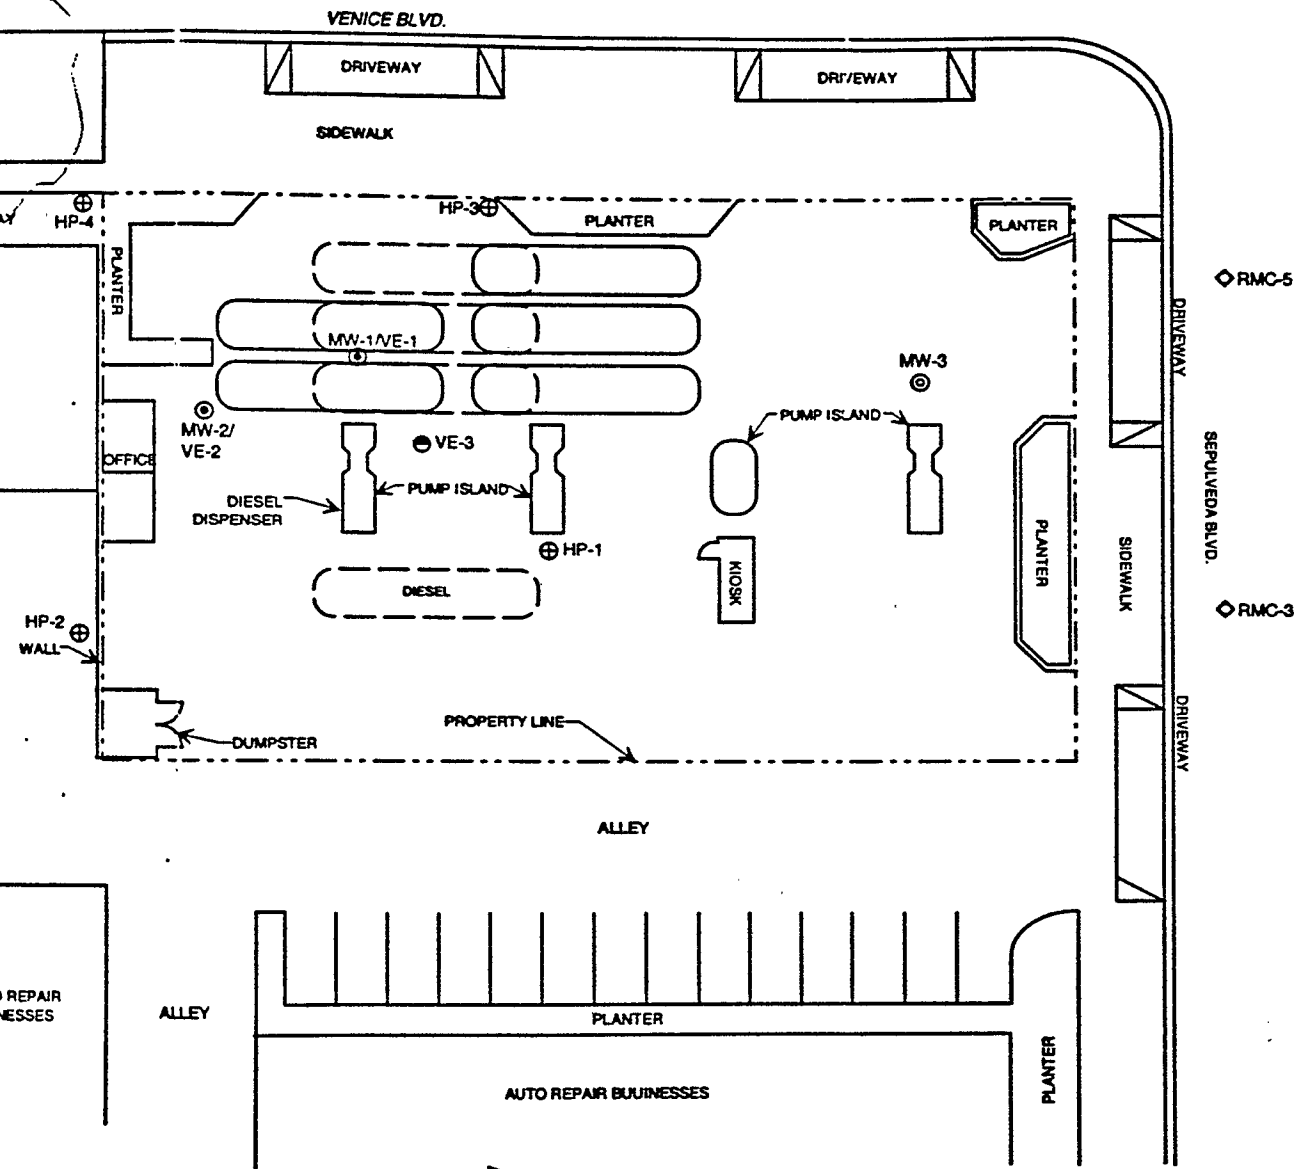 VENICE BLVD.
DRIVEWAY
DRIVEWAY
SIDEWALK
HP-4
HP-3
PLANTER
PLANTER
PLANTER
RMC-5
DRIVEWAY
MW-1/VE-1
MW-3
PUMP ISLAND
MW-2/
VE-2
VE-3
OFFICE
SEPULVEDA BLVD.
PUMP ISLAND
DIESEL
DISPENSER
PLANTER
SIDEWALK
HP-1
KIOSK
DIESEL
RMC-3
HP-2
WALL
PROPERTY LINE
DUMPSTER
DRIVEWAY
ALLEY
REPAIR
NESSES
ALLEY
PLANTER
PLANTER
AUTO REPAIR BUUINESSES